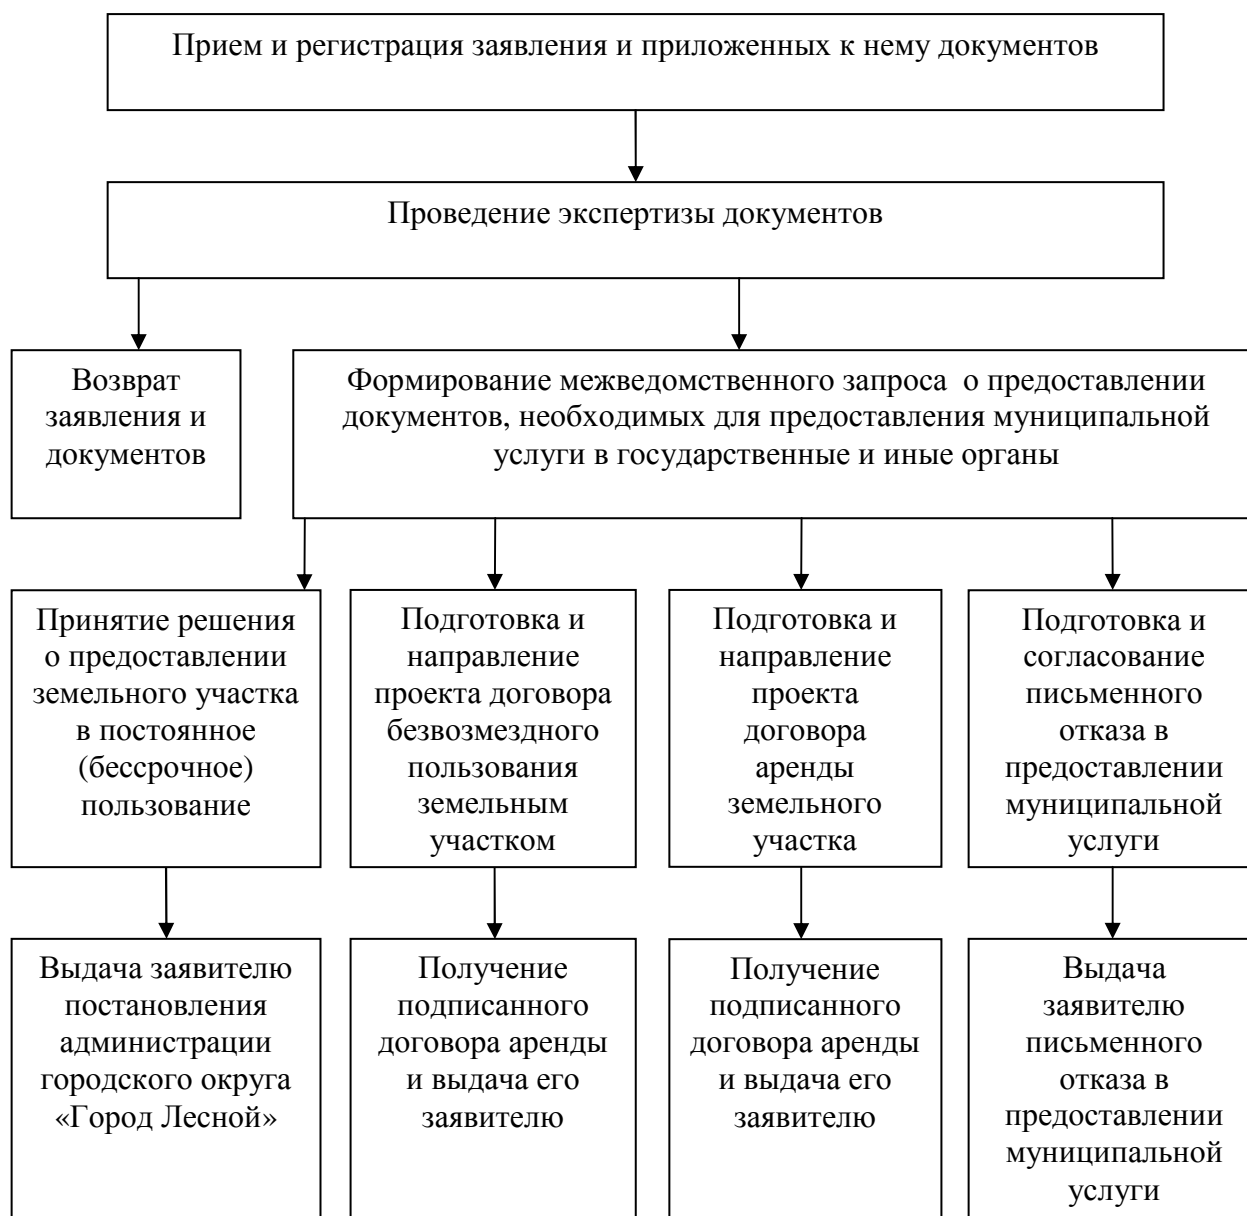 Прием и регистрация заявления и приложенных к нему документов
Проведение экспертизы документов
Возврат
заявления и
документов
Формирование межведомственного запроса о предоставлении
документов, необходимых для предоставления муниципальной
услуги в государственные и иные органы
Принятие решения
о предоставлении
земельного участка
в постоянное
(бессрочное)
пользование
Подготовка и
направление
проекта договора
безвозмездного
пользования
земельным
участком
Подготовка и
направление
проекта
договора
аренды
земельного
участка
Подготовка и
согласование
письменного
отказа в
предоставлении
муниципальной
услуги
Выдача заявителю
постановления
администрации
городского округа
«Город Лесной»
Получение
подписанного
договора аренды
и выдача его
заявителю
Получение
подписанного
договора аренды
и выдача его
заявителю
Выдача
заявителю
письменного
отказа в
предоставлении
муниципальной
услуги